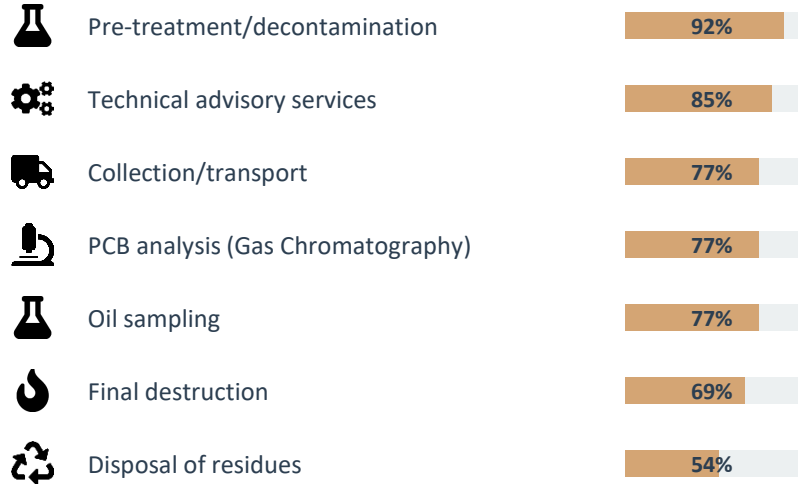 Pre-treatment/decontamination 92%
Technical advisory services 85%
Collection/transport 77%
PCB analysis (Gas Chromatography) 77%
Oil sampling 77%
Final destruction 69%
Disposal of residues 54%